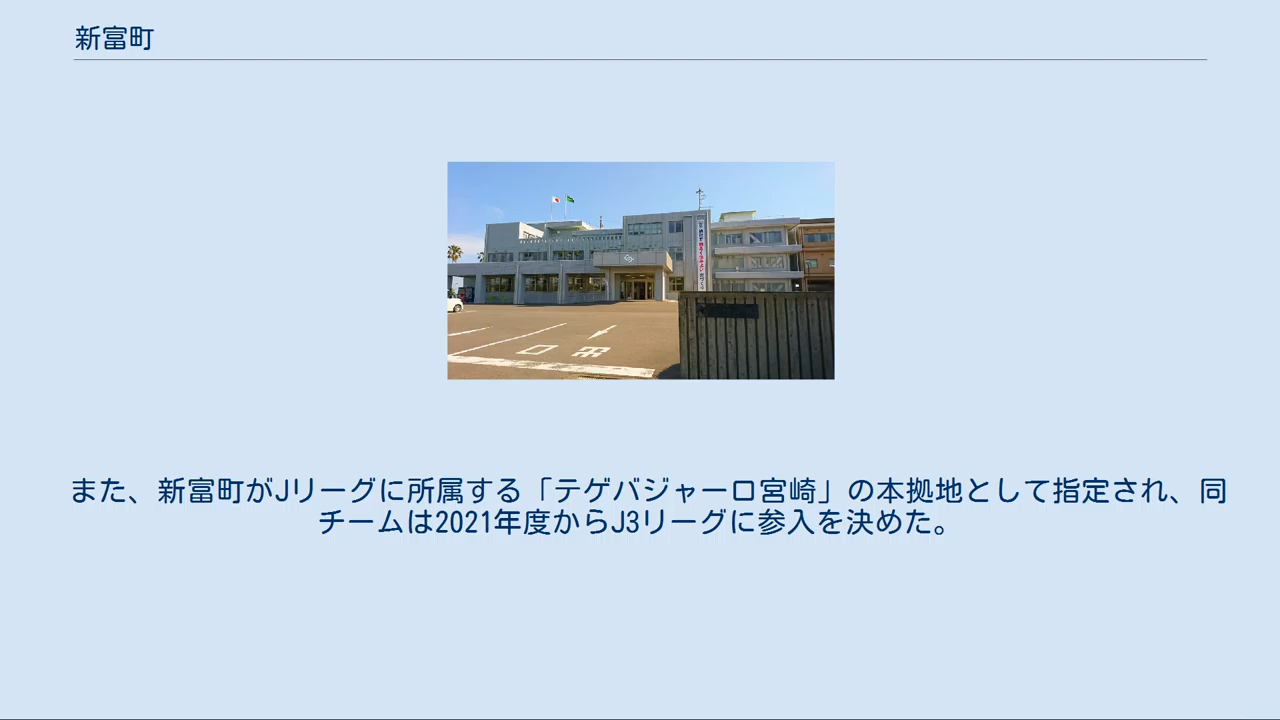 新富町
また、新富町がJリーグに所属する「テゲバジャーロ宮崎」の本拠地として指定され、同
チームは2021年度からJ3リーグに参入を決めた。